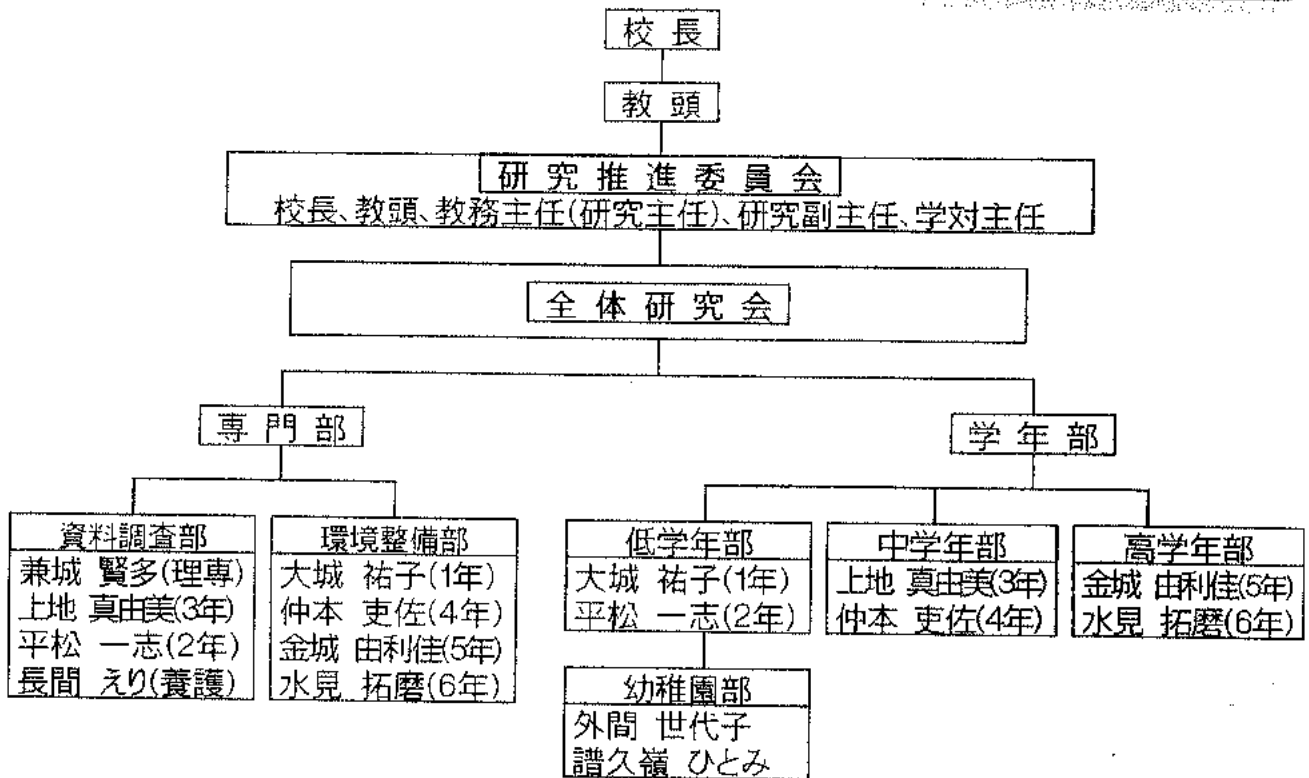 校長
教頭
研究推進委員会
校長、教頭、教務主任(研究主任)、研究副主任、学対主任
全体研究会
専門部
学年部
資料調査部
兼城 賢多(理専)
上地 真由美(3年)
平松 一志(2年)
長間 えり(養護)
環境整備部
大城 祐子(1年)
仲本 吏佐(4年)
金城 由利佳(5年)
水見 拓磨(6年)
低学年部
大城 祐子(1年)
平松 一志(2年)
中学年部
上地 真由美(3年)
仲本 吏佐(4年)
高学年部
金城 由利佳(5年)
水見 拓磨(6年)
幼稚園部
外間 世代子
譜久嶺 ひとみ